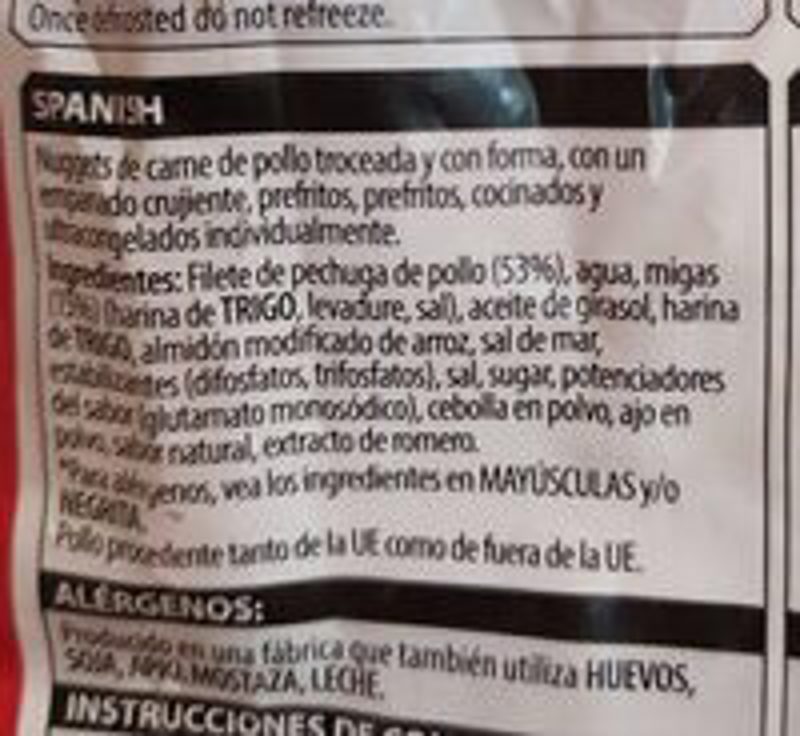 Once defrosted do not refreeze.
SPANISH
Nuggets de carne de pollo troceada y con forma, con un
empanado crujiente, prefritos, prefritos, cocinados y
ultracongelados individualmente.
Ingredientes: Filete de pechuga de pollo (53%), agua, migas
(harina de TRIGO, levadure, sal), aceite de girasol, harina
de TRIGO, almidón modificado de arroz, sal de mar,
estabilizantes (difosfatos, trifosfatos), sal, sugar, potenciadores
del sabor (glutamato monosódico), cebolla en polvo, ajo en
polvo, sabor natural, extracto de romero.
*Para alérgenos, vea los ingredientes en MAYÚSCULAS y/o
NEGRITA.
Pollo procedente tanto de la UE como de fuera de la UE.
ALÉRGENOS:
Producido en una fábrica que también utiliza HUEVOS,
SOJA, APIO, MOSTAZA, LECHE.
INSTRUCCIONES DE